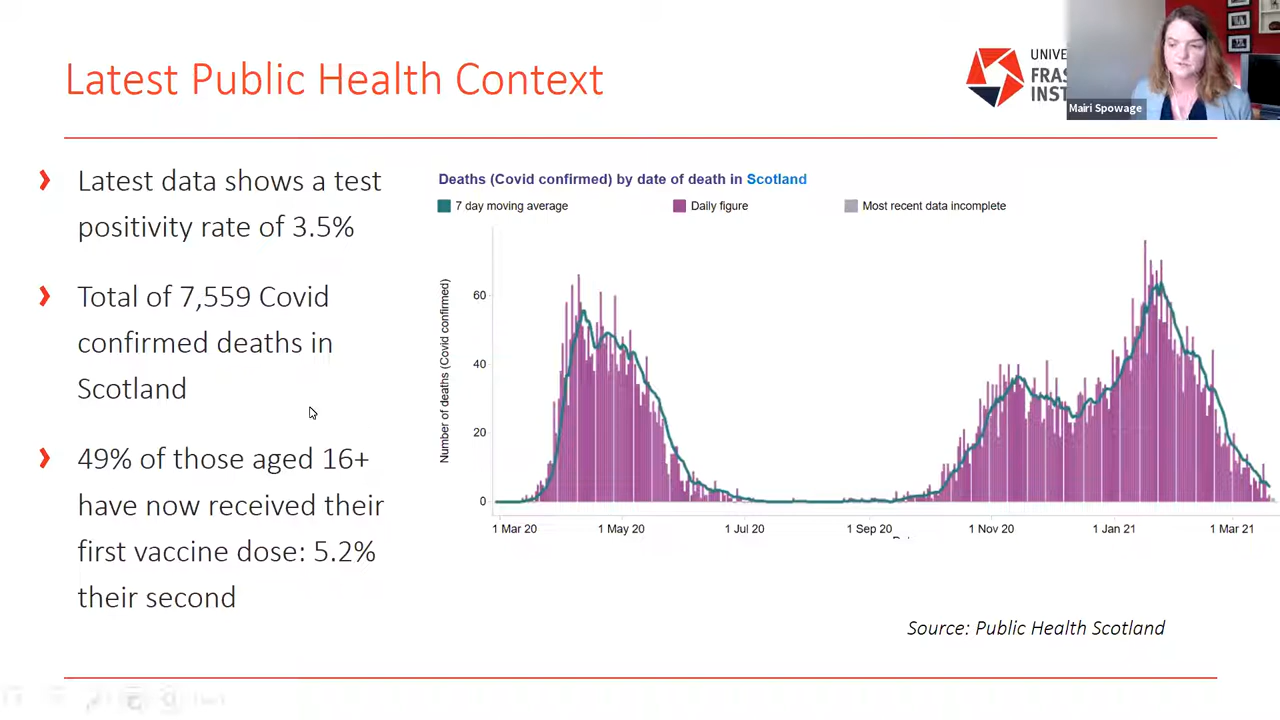 Latest Public Health Context
UNIVE
FRAS
INST
Mairi Spowage
Latest data shows a test
positivity rate of 3.5%
Total of 7,559 Covid
confirmed deaths in
Scotland
49% of those aged 16+
have now received their
first vaccine dose: 5.2%
their second
Deaths (Covid confirmed) by date of death in Scotland
7 day moving average
Daily figure
Most recent data incomplete
Number of deaths (Covid confirmed)
60
40
20
0
1 Mar 20
1 May 20
1 Jul 20
1 Sep 20
1 Nov 20
1 Jan 21
1 Mar 21
Source: Public Health Scotland